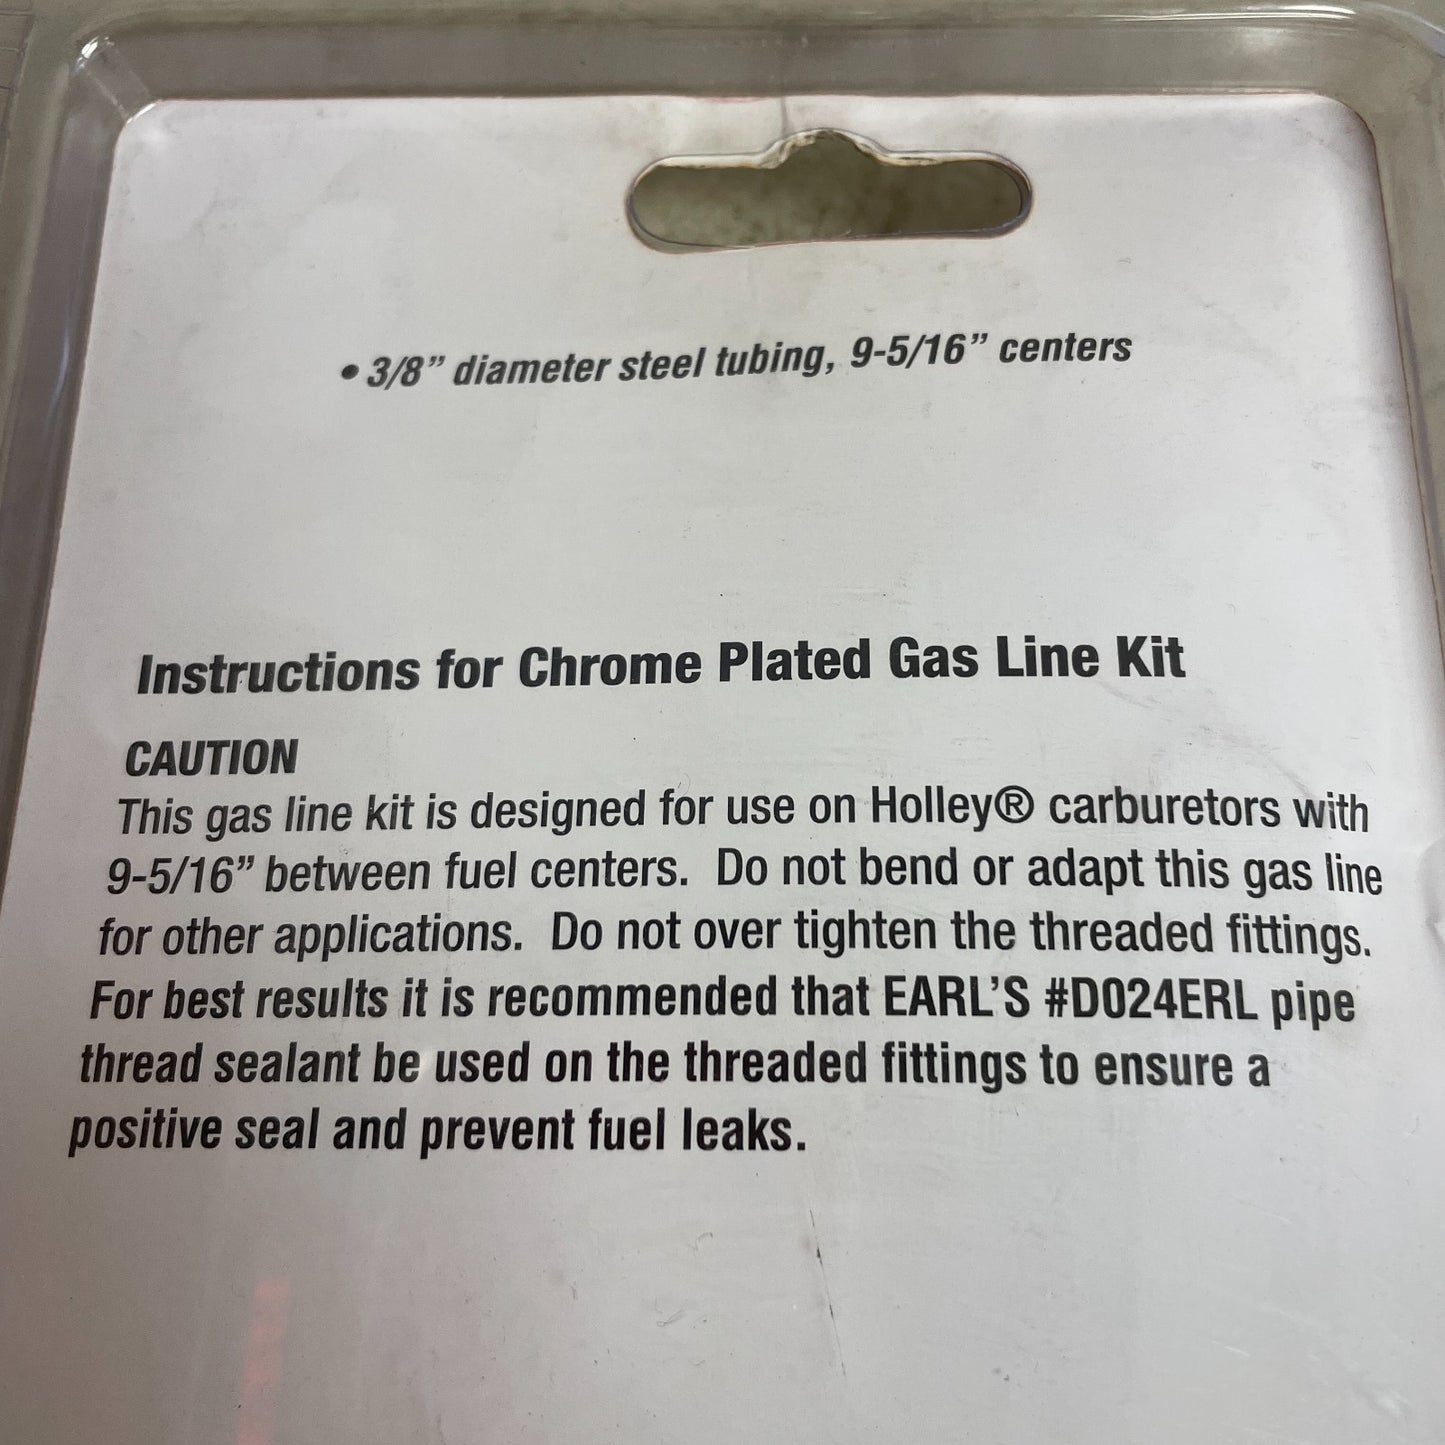 • 3/8” diameter steel tubing, 9-5/16” centers
Instructions for Chrome Plated Gas Line Kit
CAUTION
This gas line kit is designed for use on Holley® carburetors with
9-5/16” between fuel centers. Do not bend or adapt this gas line
for other applications. Do not over tighten the threaded fittings.
For best results it is recommended that EARL’S #D024ERL pipe
thread sealant be used on the threaded fittings to ensure a
positive seal and prevent fuel leaks.